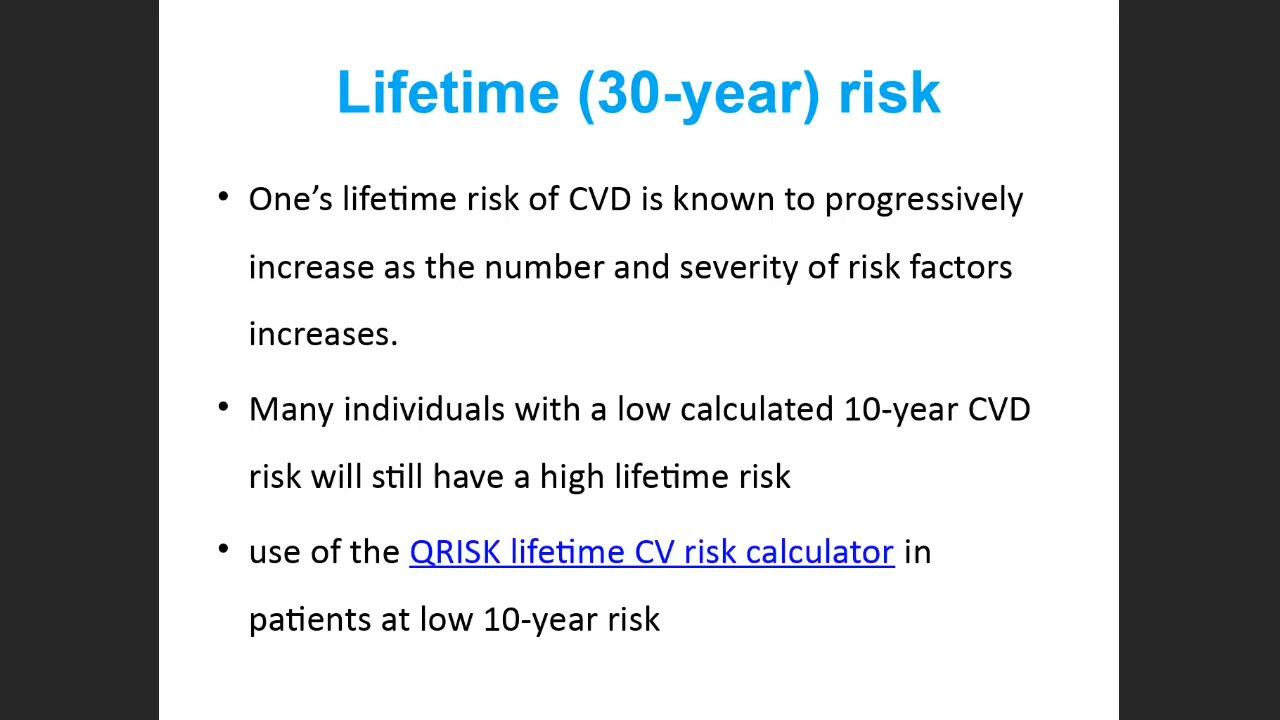 Lifetime (30-year) risk
• One’s lifetime risk of CVD is known to progressively
increase as the number and severity of risk factors
increases.
• Many individuals with a low calculated 10-year CVD
risk will still have a high lifetime risk
• use of the QRISK lifetime CV risk calculator in
patients at low 10-year risk